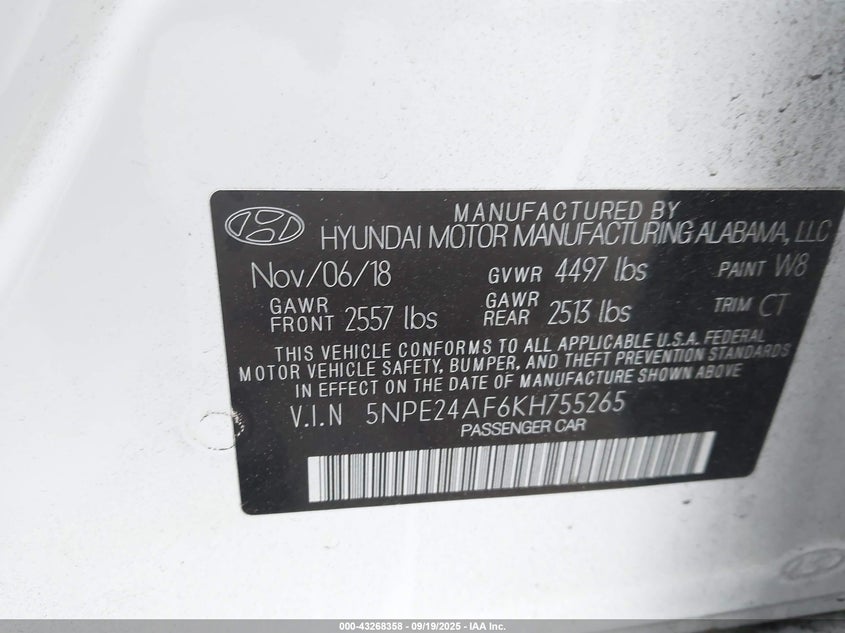 MANUFACTURED BY
HYUNDAI MOTOR MANUFACTURING ALABAMA, LLC
Nov/06/18 GVWR 4497 lbs PAINT W8
GAWR FRONT 2557 lbs GAWR REAR 2513 lbs TRIM CT
THIS VEHICLE CONFORMS TO ALL APPLICABLE U.S.A. FEDERAL
MOTOR VEHICLE SAFETY, BUMPER, AND THEFT PREVENTION STANDARDS
IN EFFECT ON THE DATE OF MANUFACTURE SHOWN ABOVE
V.I.N 5NPE24AF6KH755265
PASSENGER CAR
000-43268358 - 09/19/2025 - IAA Inc.